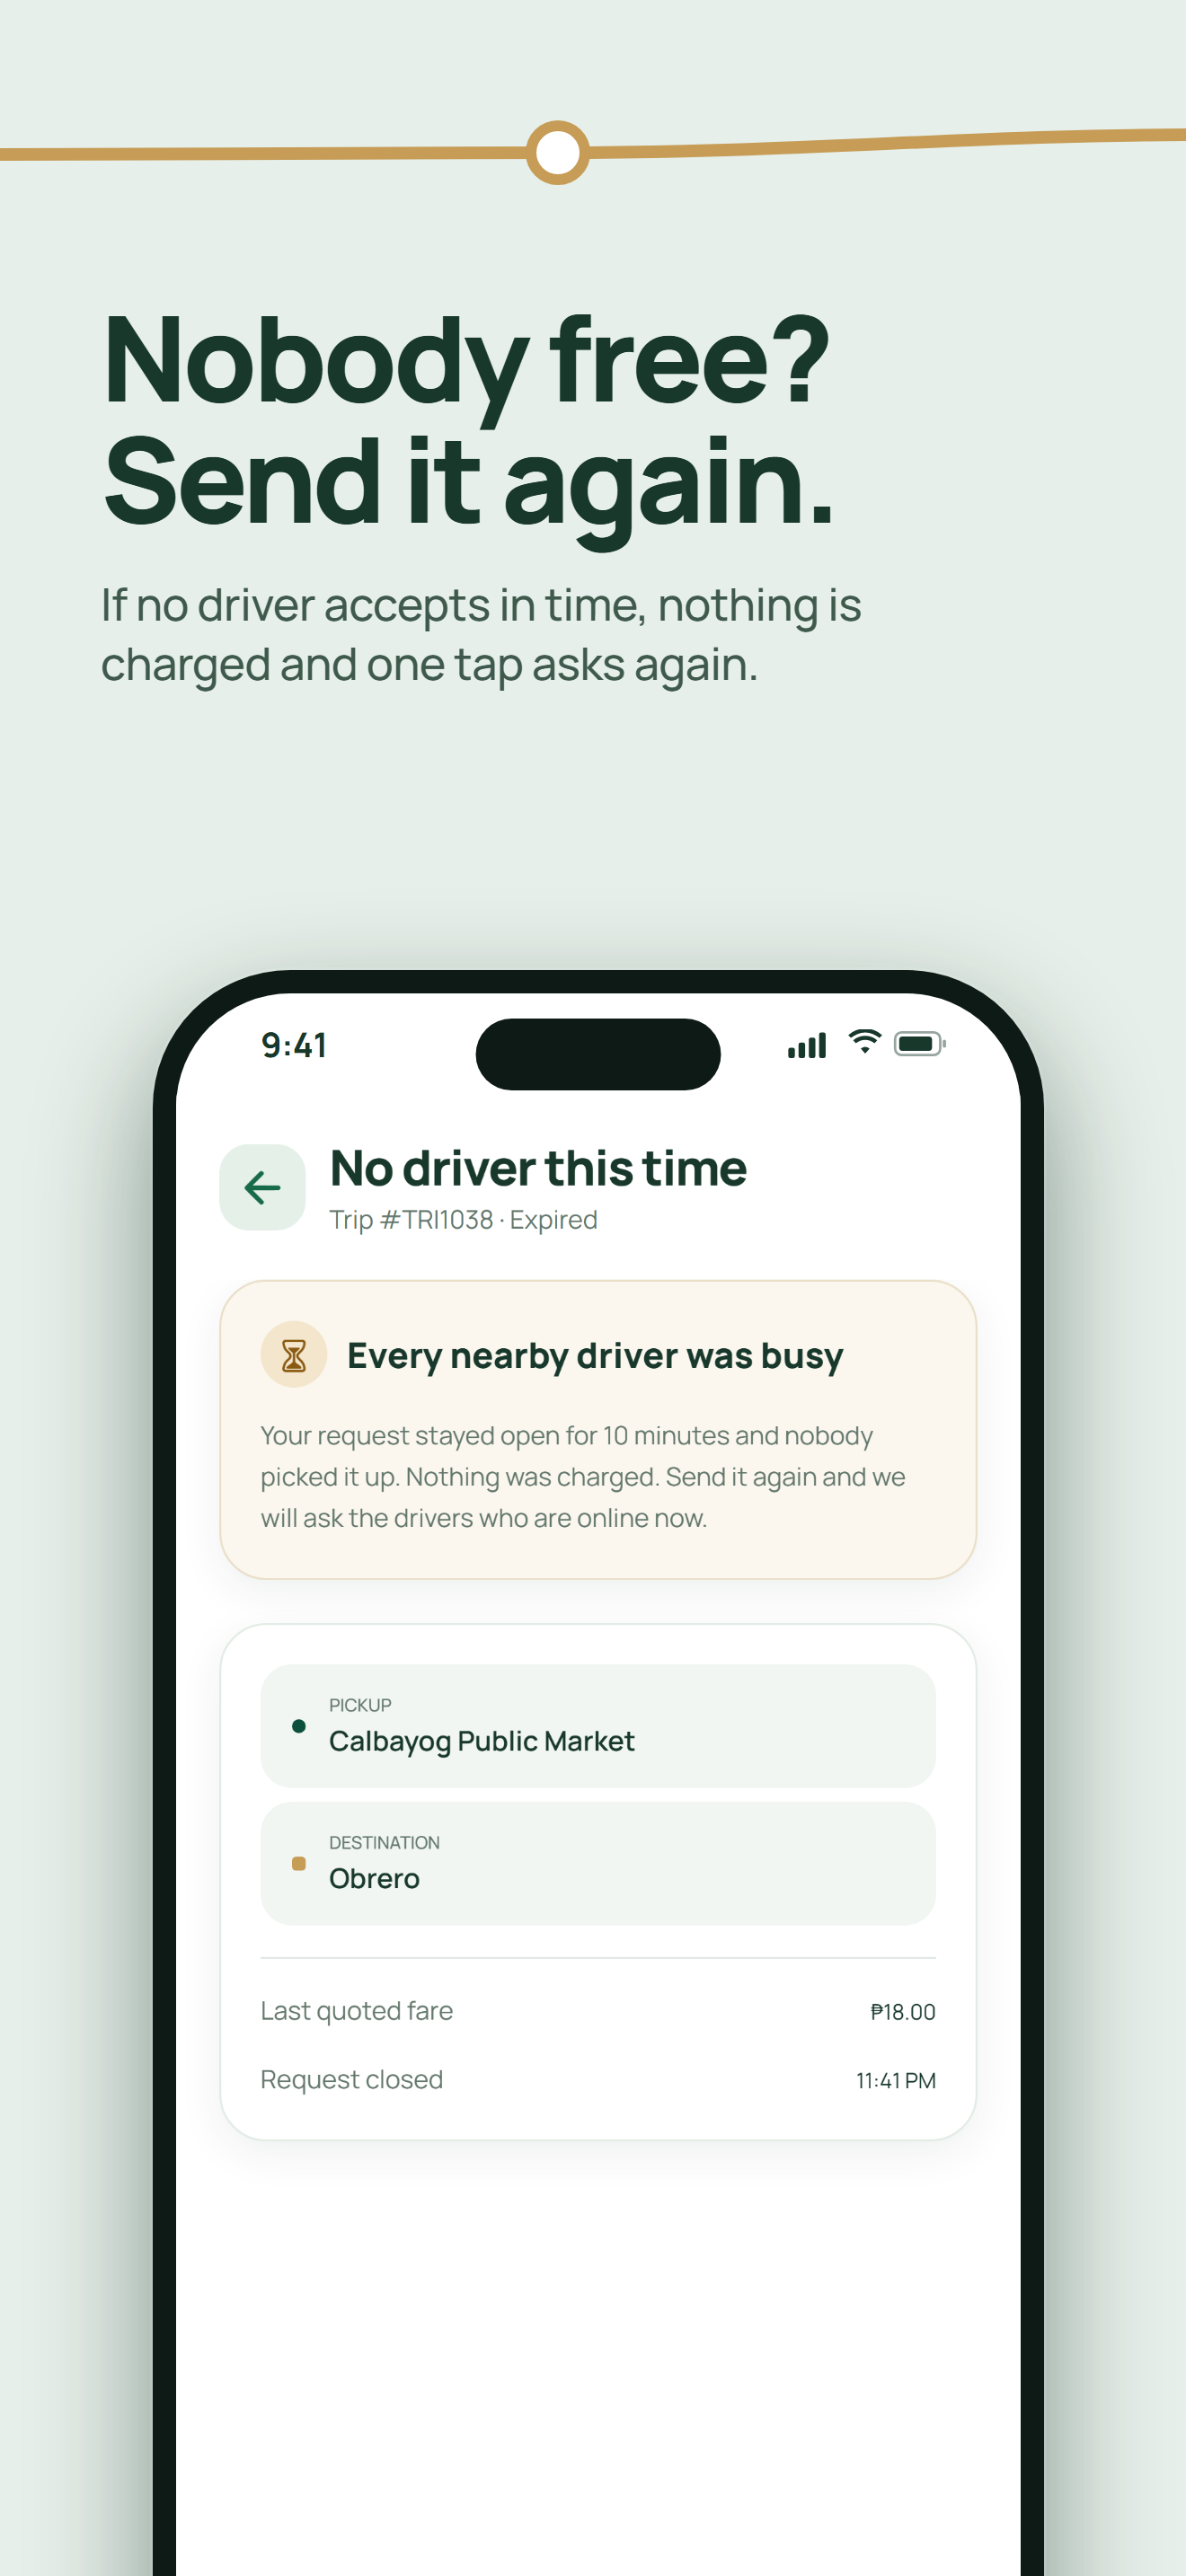 Nobody free?
Send it again.
If no driver accepts in time, nothing is
charged and one tap asks again.
9:41
No driver this time
Trip #TRI1038 · Expired
Every nearby driver was busy
Your request stayed open for 10 minutes and nobody
picked it up. Nothing was charged. Send it again and we
will ask the drivers who are online now.
PICKUP
Calbayog Public Market
DESTINATION
Obrero
Last quoted fare ₱18.00
Request closed 11:41 PM